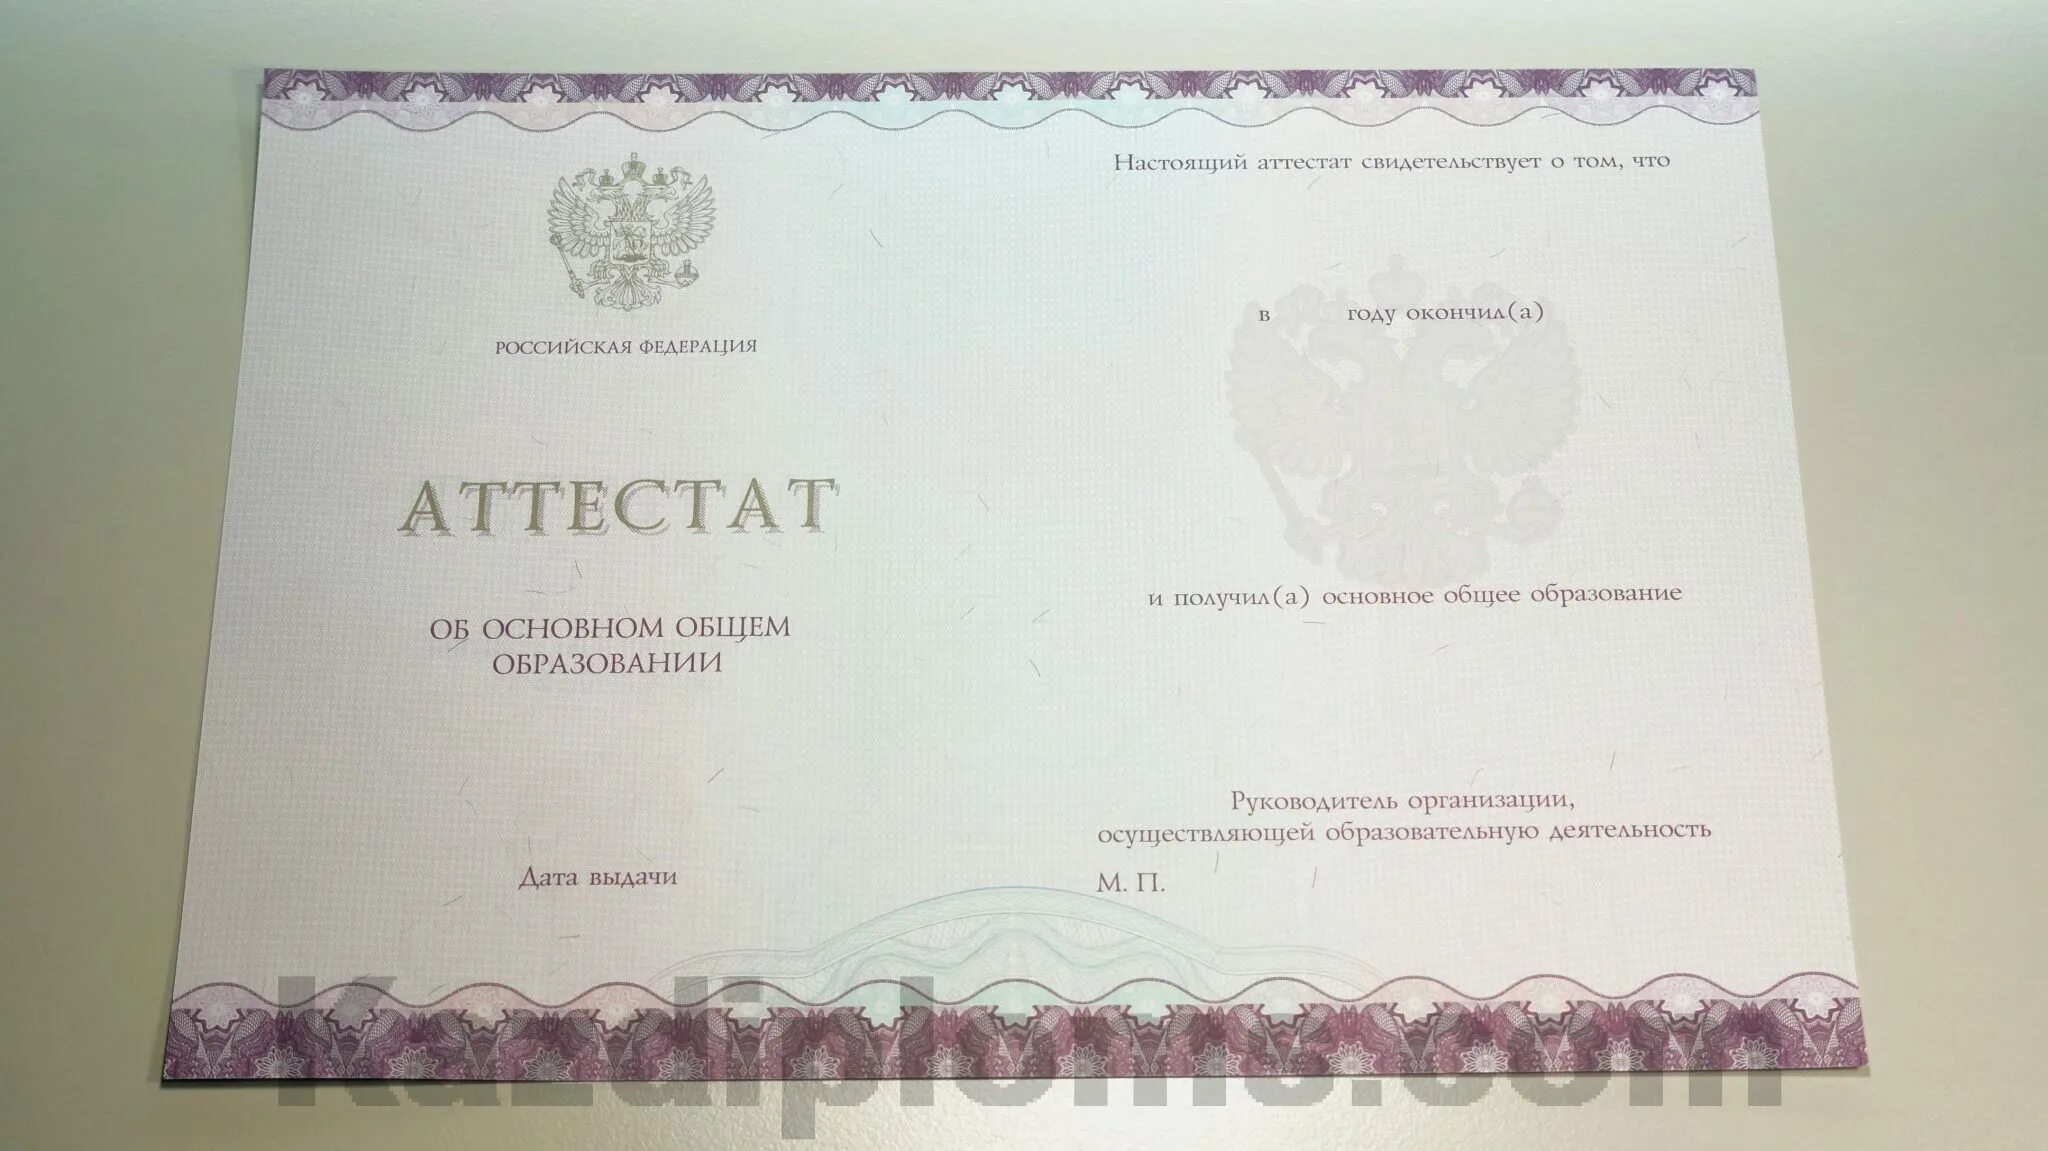 РОССИЙСКАЯ ФЕДЕРАЦИЯ
АТТЕСТАТ
ОБ ОСНОВНОМ ОБЩЕМ
ОБРАЗОВАНИИ
Дата выдачи
Настоящий аттестат свидетельствует о том, что
в году окончил(а)
и получил(а) основное общее образование
Руководитель организации,
осуществляющей образовательную деятельность
М. П.
Kazdiploms.com